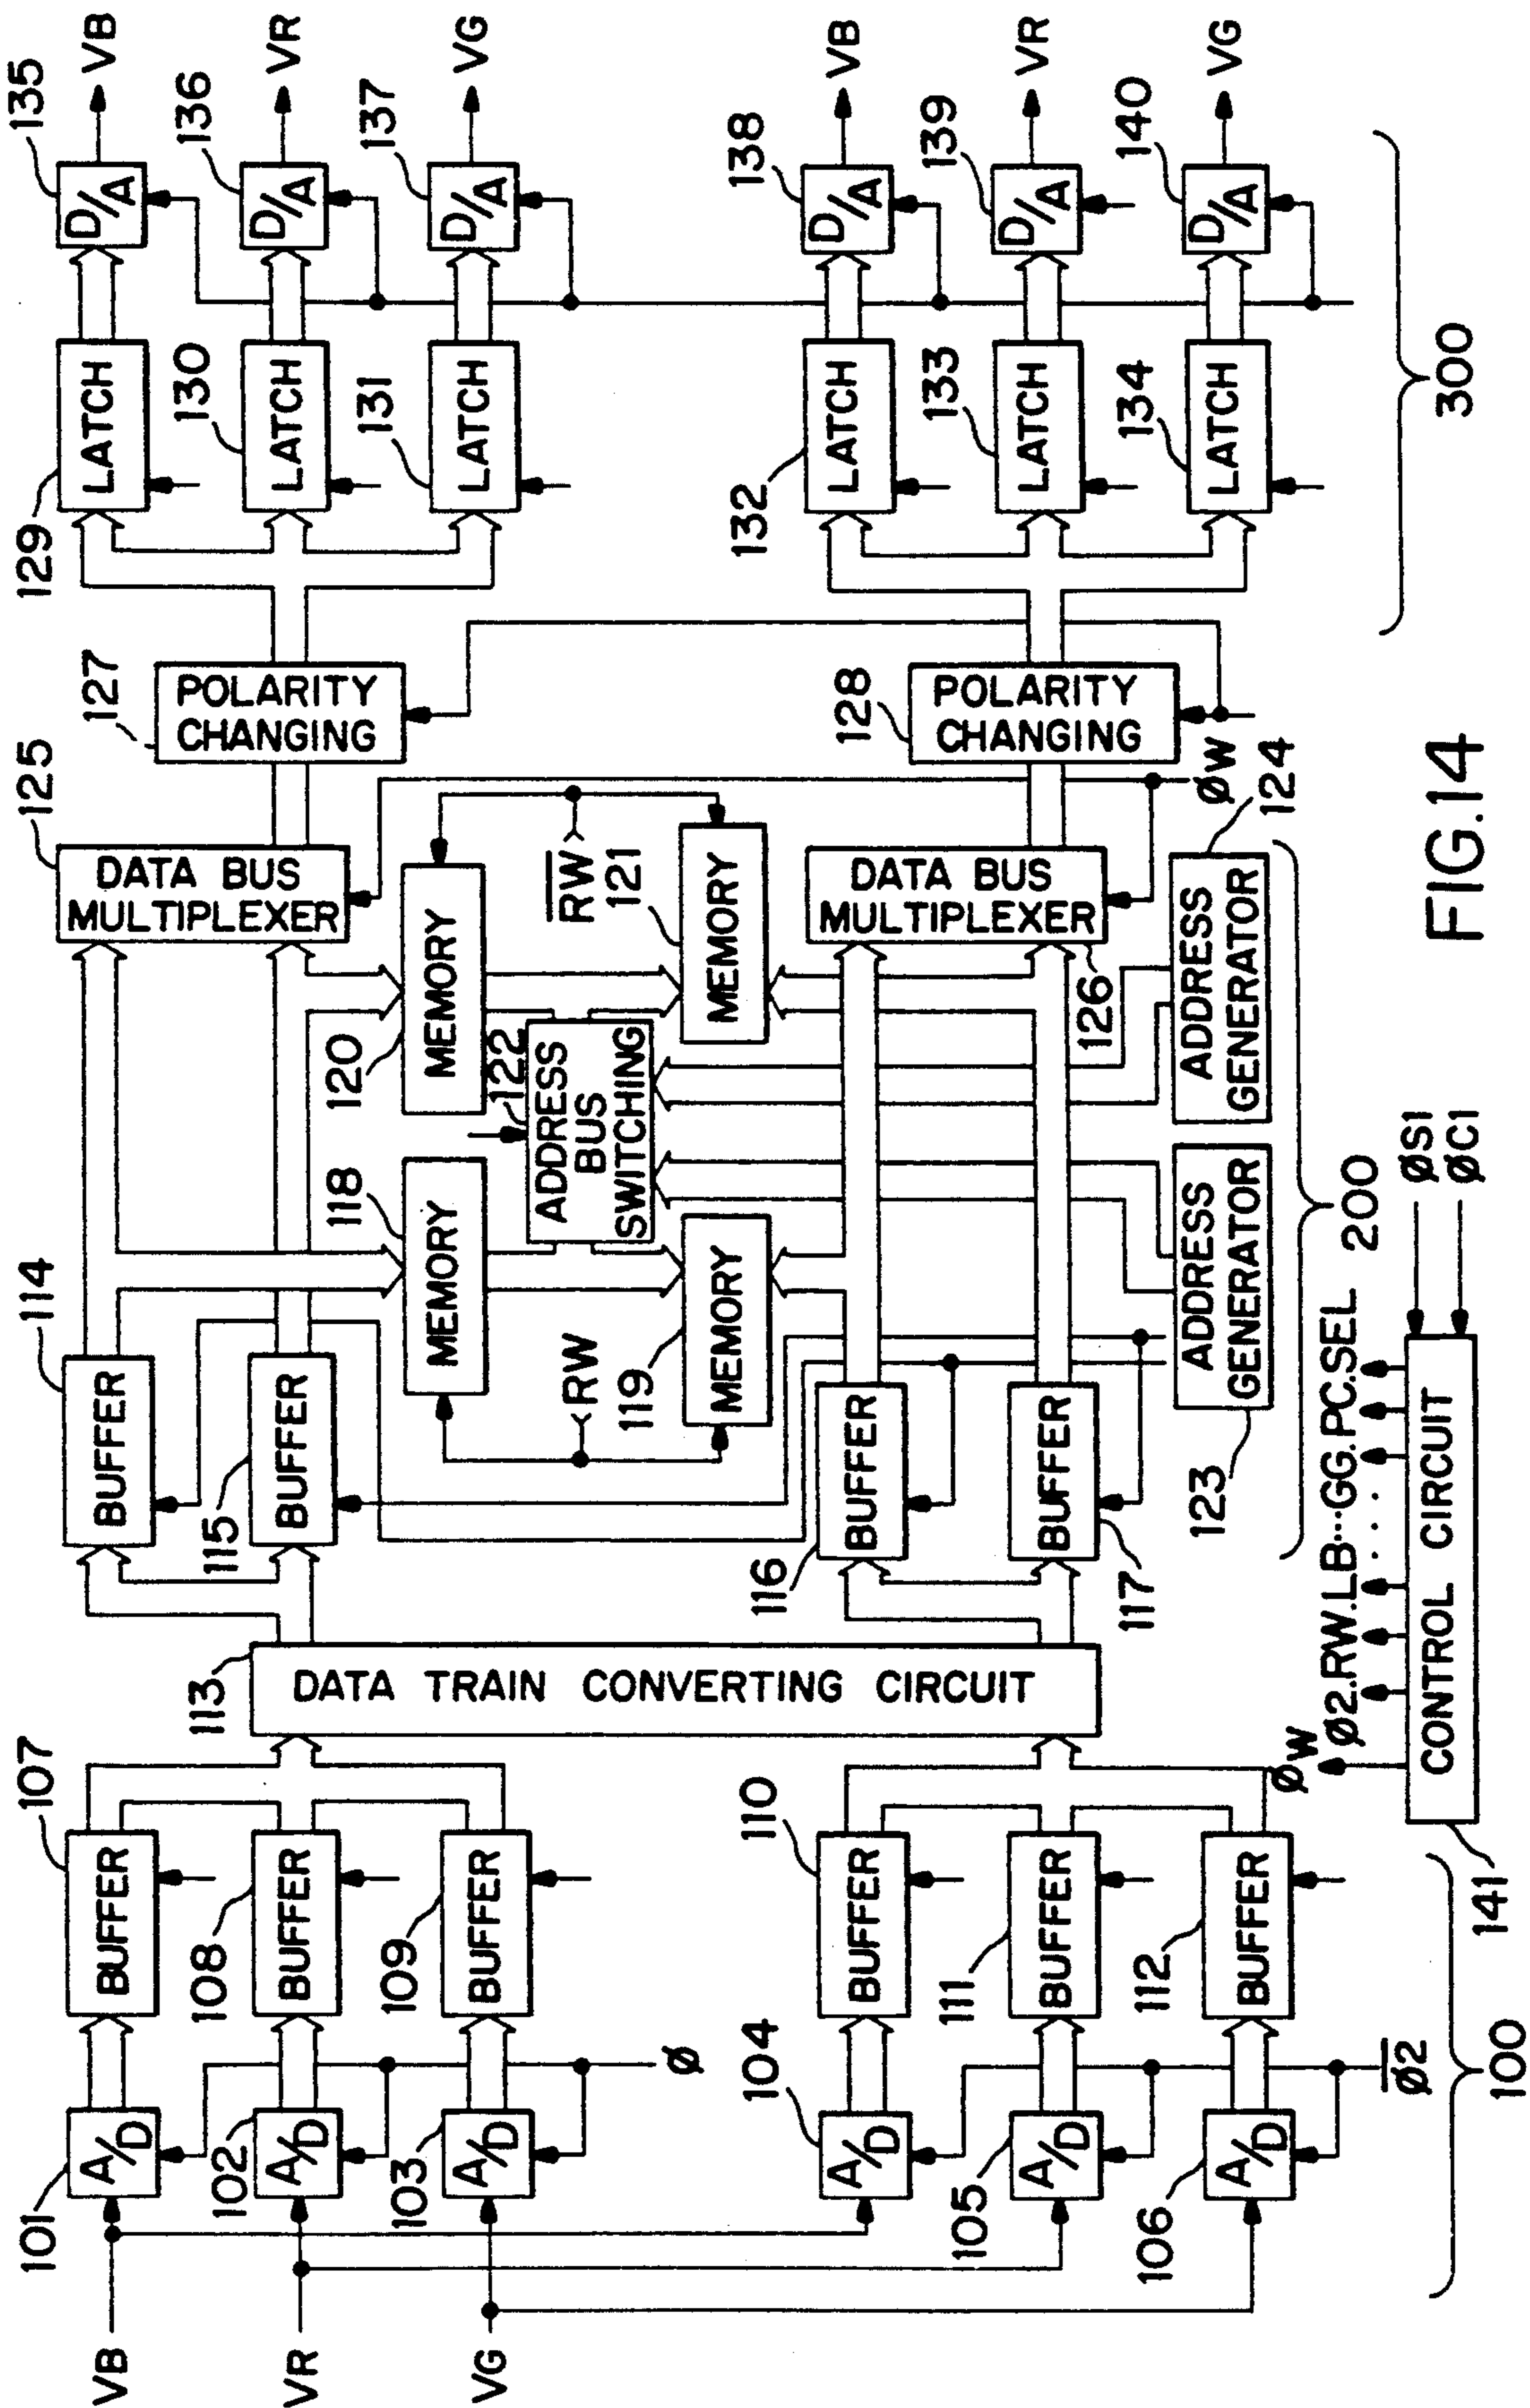 VB
VR
VG
101
A/D
102
A/D
103
A/D
104
A/D
105
A/D
106
A/D
Ø
Ø2
100
107
BUFFER
108
BUFFER
109
BUFFER
110
BUFFER
111
BUFFER
112
BUFFER
113
DATA TRAIN CONVERTING CIRCUIT
114
BUFFER
115
BUFFER
116
BUFFER
117
BUFFER
118
MEMORY
119
MEMORY
RW
120
MEMORY
121
MEMORY
RW
122
ADDRESS
BUS
SWITCHING
123
ADDRESS
GENERATOR
124
ADDRESS
GENERATOR
200
125
DATA BUS
MULTIPLEXER
126
DATA BUS
MULTIPLEXER
ØW
127
POLARITY
CHANGING
128
POLARITY
CHANGING
129
LATCH
130
LATCH
131
LATCH
132
LATCH
133
LATCH
134
LATCH
135
D/A
VB
136
D/A
VR
137
D/A
VG
138
D/A
VB
139
D/A
VR
140
D/A
VG
300
141
CONTROL CIRCUIT
ØW
Ø2.RW.LB...GG.PC.SEL
ØS1
ØC1
FIG.14